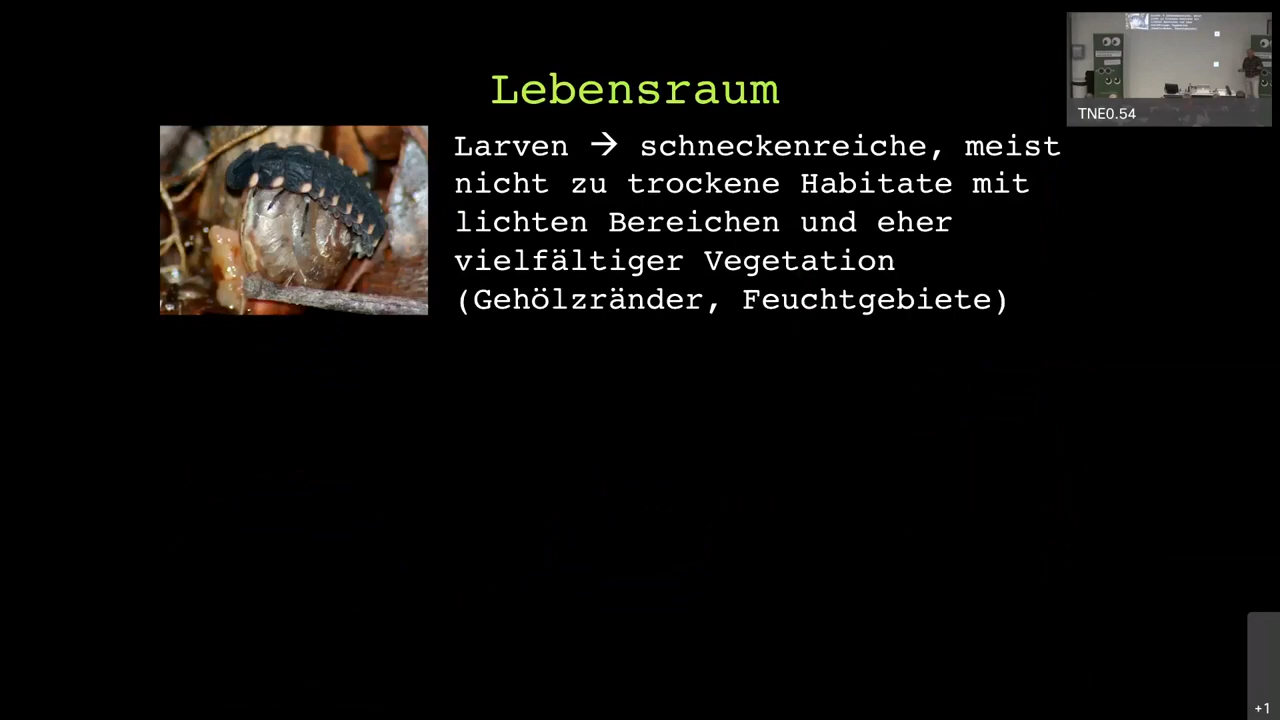 Lebensraum
Larven → schneckenreiche, meist
nicht zu trockene Habitate mit
lichten Bereichen und eher
vielfältiger Vegetation
(Gehölzränder, Feuchtgebiete)
TNE0.54
+1